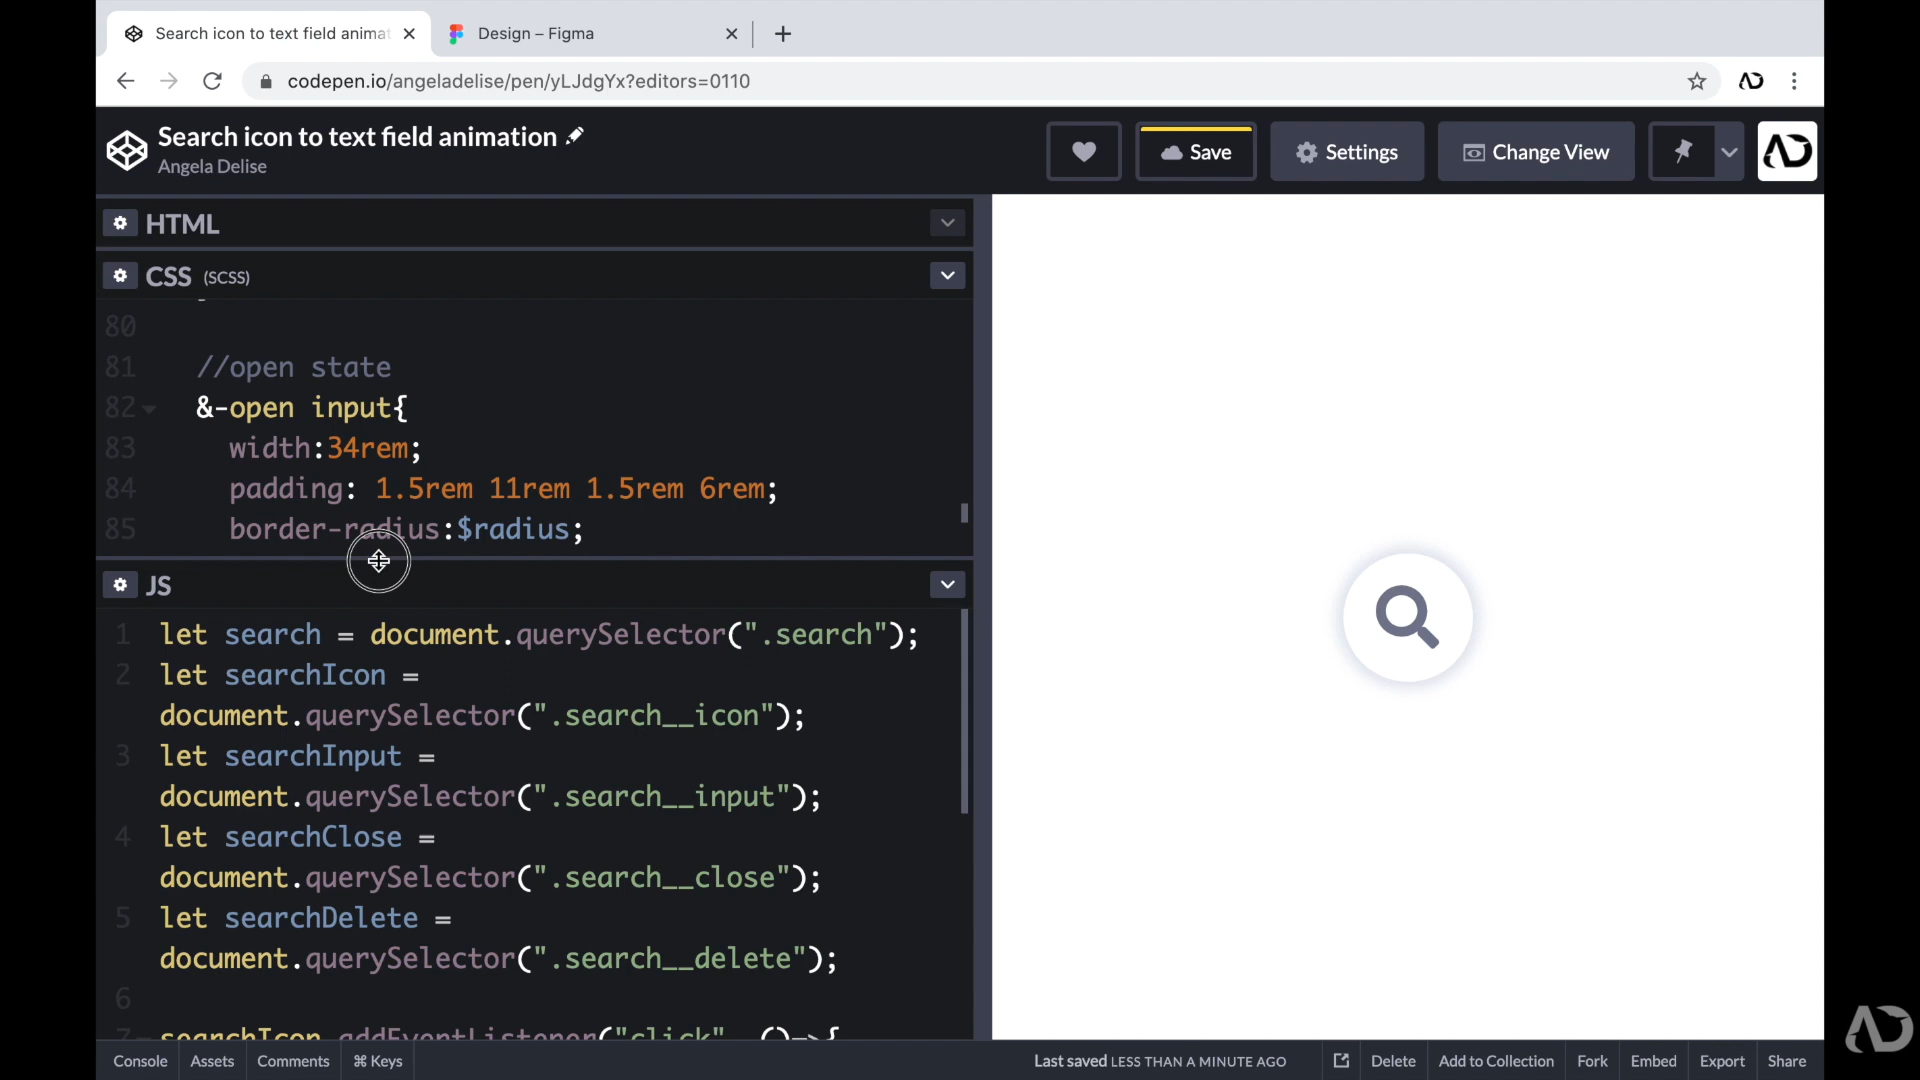 Search icon to text field animat
Design – Figma
codepen.io/angeladelise/pen/yLJdgYx?editors=0110
Search icon to text field animation
Angela Delise
Save
Settings
Change View
HTML
CSS (SCSS)
80
81 //open state
82 &-open input{
83 width:34rem;
84 padding: 1.5rem 11rem 1.5rem 6rem;
85 border-radius:$radius;
JS
1 let search = document.querySelector(".search");
2 let searchIcon =
document.querySelector(".search__icon");
3 let searchInput =
document.querySelector(".search__input");
4 let searchClose =
document.querySelector(".search__close");
5 let searchDelete =
document.querySelector(".search__delete");
6
7 searchIcon.addEventListener("click", ()=>{
Console
Assets
Comments
⌘ Keys
Last saved LESS THAN A MINUTE AGO
Delete
Add to Collection
Fork
Embed
Export
Share